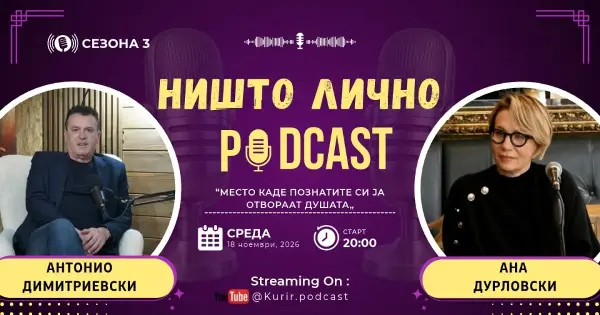 СЕЗОНА 3
НИШТО ЛИЧНО
PODCAST
"МЕСТО КАДЕ ПОЗНАТИТЕ СИ ЈА
ОТВОРААТ ДУШАТА„
СРЕДА
18 ноември, 2026
СТАРТ
20:00
Streaming On :
YouTube @Kurir.podcast
АНТОНИО
ДИМИТРИЕВСКИ
АНА
ДУРЛОВСКИ